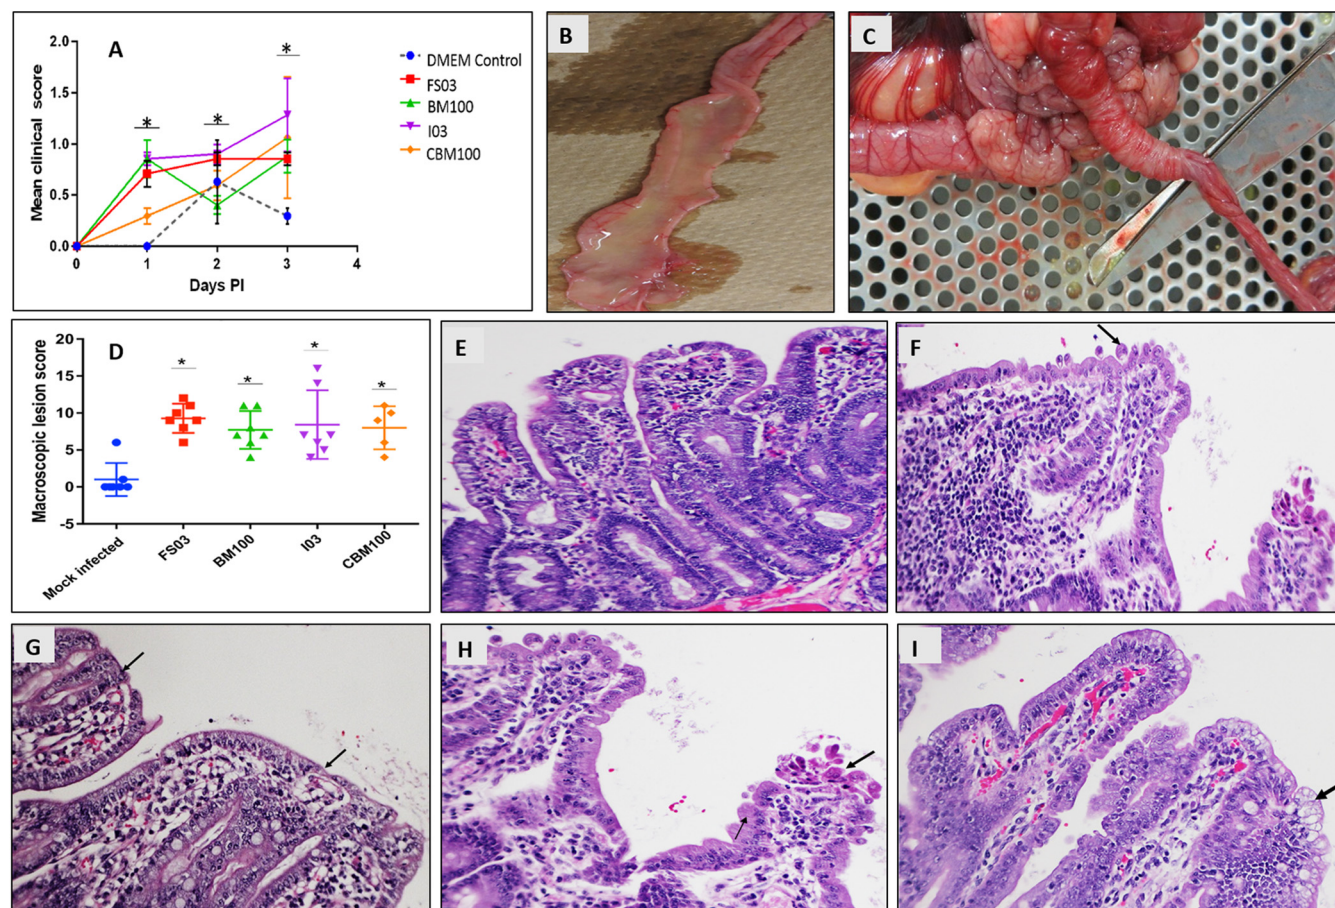 A
Mean clinical score
2.0
1.5
1.0
0.5
0.0
*
*
*
0
1
2
3
4
Days PI
DMEM Control
FS03
BM100
I03
CBM100
B
C
D
Macroscopic lesion score
20
15
10
5
0
-5
*
*
*
*
Mock infected
FS03
BM100
I03
CBM100
E
F
G
H
I